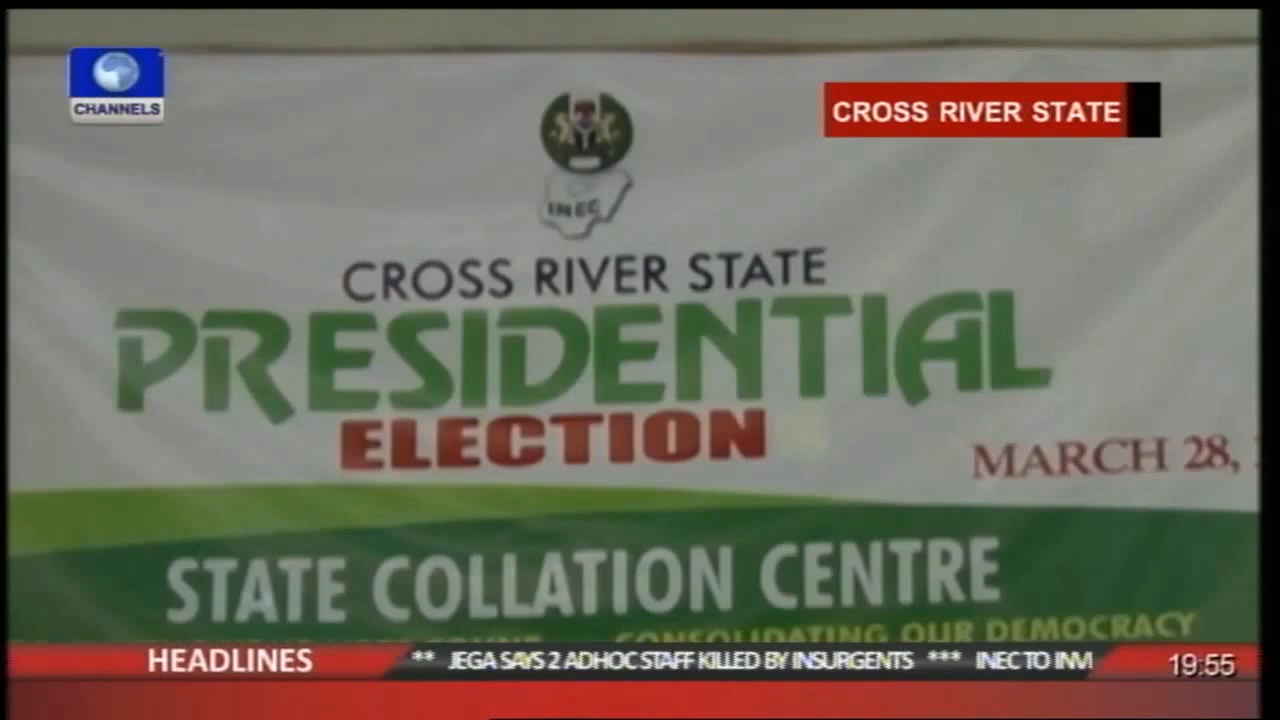 CHANNELS
CROSS RIVER STATE
INEC
CROSS RIVER STATE
PRESIDENTIAL
ELECTION
MARCH 28,
STATE COLLATION CENTRE
CONSOLIDATING OUR DEMOCRACY
HEADLINES
** JEGA SAYS 2 ADHOC STAFF KILLED BY INSURGENTS *** INEC TO INVI
19:55